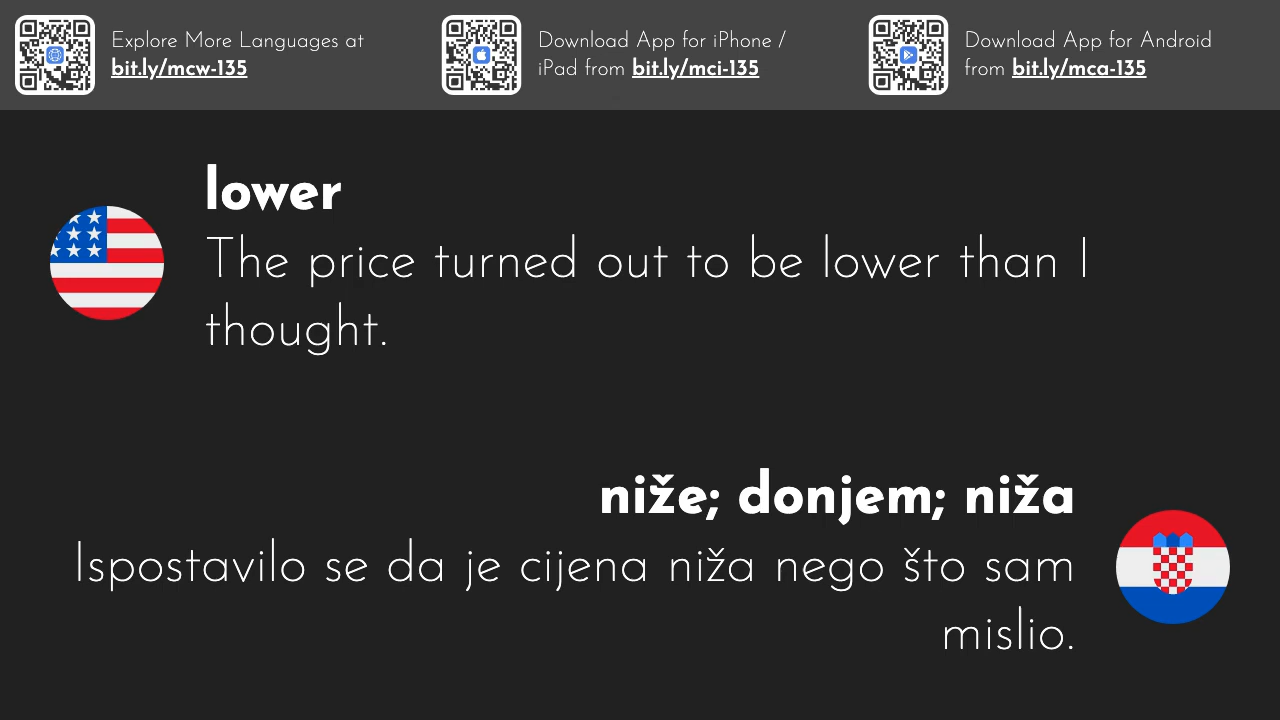 Explore More Languages at
bit.ly/mcw-135
Download App for iPhone /
iPad from bit.ly/mci-135
Download App for Android
from bit.ly/mca-135
lower
The price turned out to be lower than I
thought.
niže; donjem; niža
Ispostavilo se da je cijena niža nego što sam
mislio.